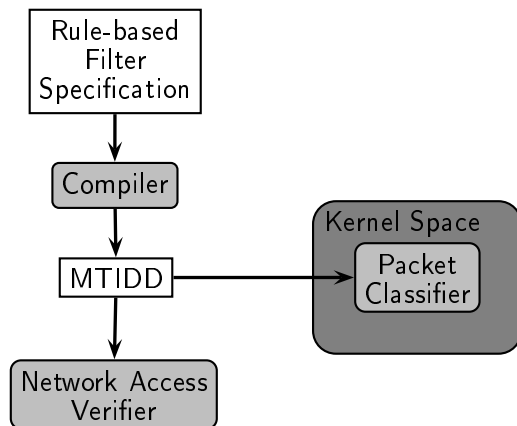 Rule-based
Filter
Specification
Compiler
Kernel Space
MTIDD
Packet
Classifier
Network Access
Verifier